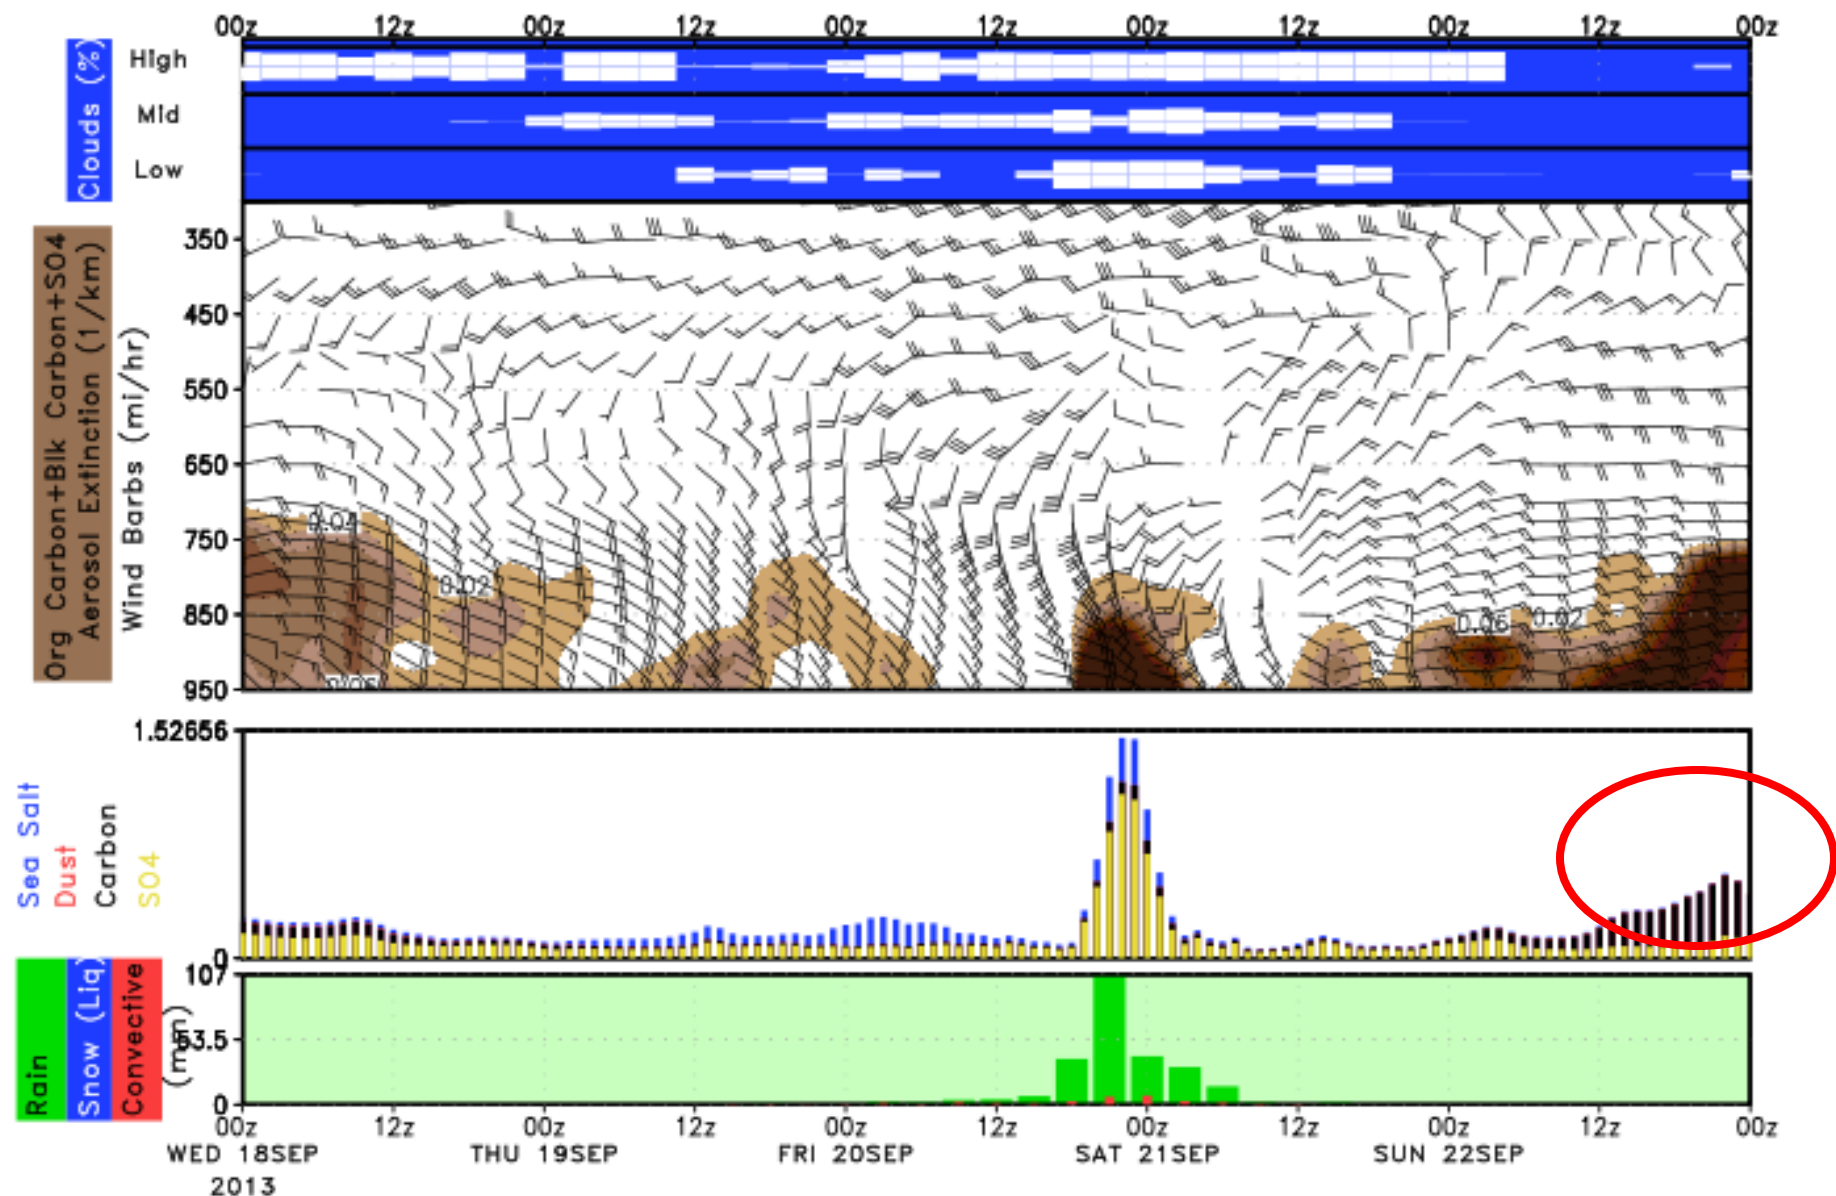 00z 12z 00z 12z 00z 12z 00z 12z 00z 12z 00z
Clouds (%)
High
Mid
Low
Org Carbon+Blk Carbon+SO4
Aerosol Extinction (1/km)
Wind Barbs (mi/hr)
350
450
550
650
750
850
950
0.04
0.02
0.06
0.02
1.52656
0
Sea Salt
Dust
Carbon
SO4
Rain
Snow (Liq)
Convective
(mm)
107
53.5
0
00z 12z 00z 12z 00z 12z 00z 12z 00z 12z 00z
WED 18SEP THU 19SEP FRI 20SEP SAT 21SEP SUN 22SEP
2013